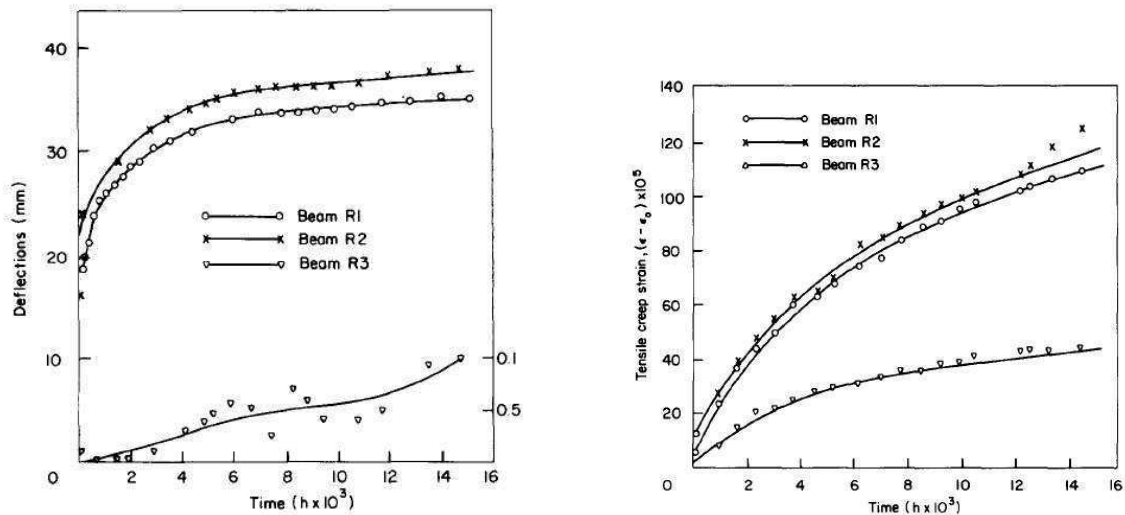 Deflections (mm)
40
30
20
10
0
0.1
0.5
Beam R1
Beam R2
Beam R3
0 2 4 6 8 10 12 14 16
Time (h x 10³)
Tensile creep strain, (ϵ - ϵ₀) x10⁵
140
120
100
80
60
40
20
Beam R1
Beam R2
Beam R3
0 2 4 6 8 10 12 14 16
Time (h x 10³)